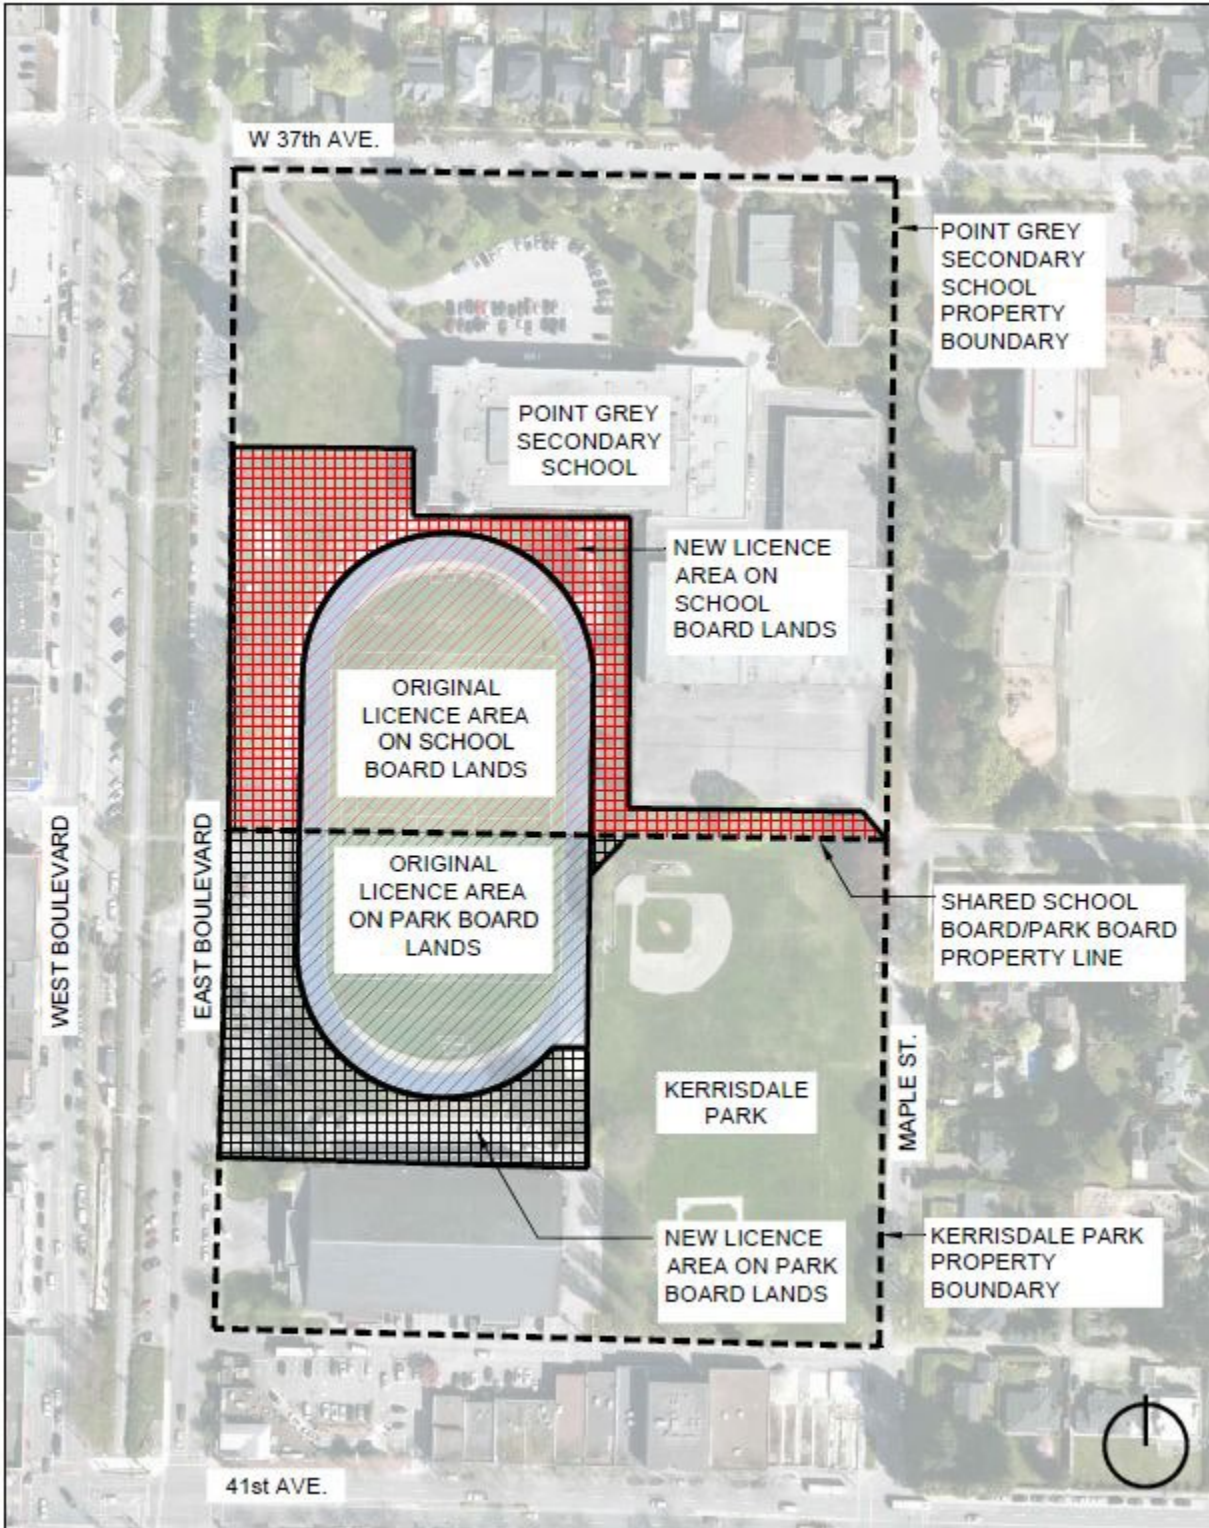 W 37th AVE.
POINT GREY
SECONDARY
SCHOOL
PROPERTY
BOUNDARY
POINT GREY
SECONDARY
SCHOOL
NEW LICENCE
AREA ON
SCHOOL
BOARD LANDS
ORIGINAL
LICENCE AREA
ON SCHOOL
BOARD LANDS
WEST BOULEVARD
EAST BOULEVARD
ORIGINAL
LICENCE AREA
ON PARK BOARD
LANDS
SHARED SCHOOL
BOARD/PARK BOARD
PROPERTY LINE
MAPLE ST.
KERRISDALE
PARK
NEW LICENCE
AREA ON PARK
BOARD LANDS
KERRISDALE PARK
PROPERTY
BOUNDARY
41st AVE.